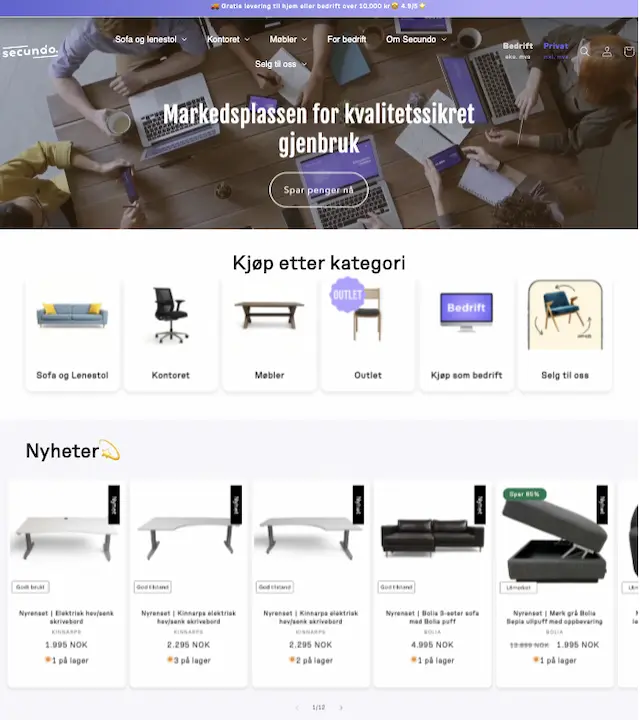 🚚 Gratis levering til hjem eller bedrift over 10.000 kr🤩 4.9/5⭐
secundo.
Sofa og lenestol
Kontoret
Møbler
For bedrift
Om Secundo
Selg til oss
Bedrift
eks. mva
Privat
inkl. mva
Markedsplassen for kvalitetssikret
gjenbruk
Spar penger nå
Kjøp etter kategori
OUTLET
Bedrift
Sofa og Lenestol
Kontoret
Møbler
Outlet
Kjøp som bedrift
Selg til oss
Nyheter💫
Nyhet
Nyhet
Nyhet
Nyhet
Spar 85%
Nyhet
Godt brukt
God tilstand
God tilstand
God tilstand
Nyrenset | Elektrisk hev/senk
skrivebord
KINNARPS
1.995 NOK
1 på lager
Nyrenset | Kinnarps elektrisk
hev/senk skrivebord
KINNARPS
2.295 NOK
3 på lager
Nyrenset | Kinnarps elektrisk
hev/senk skrivebord
KINNARPS
2.295 NOK
2 på lager
Nyrenset | Bolia 3-seter sofa
med Bolia puff
BOLIA
4.995 NOK
1 på lager
Nyrenset | Mørk grå Bolia
Sepia ullpuff med oppbevaring
BOLIA
1.995 NOK
1 på lager
1/12